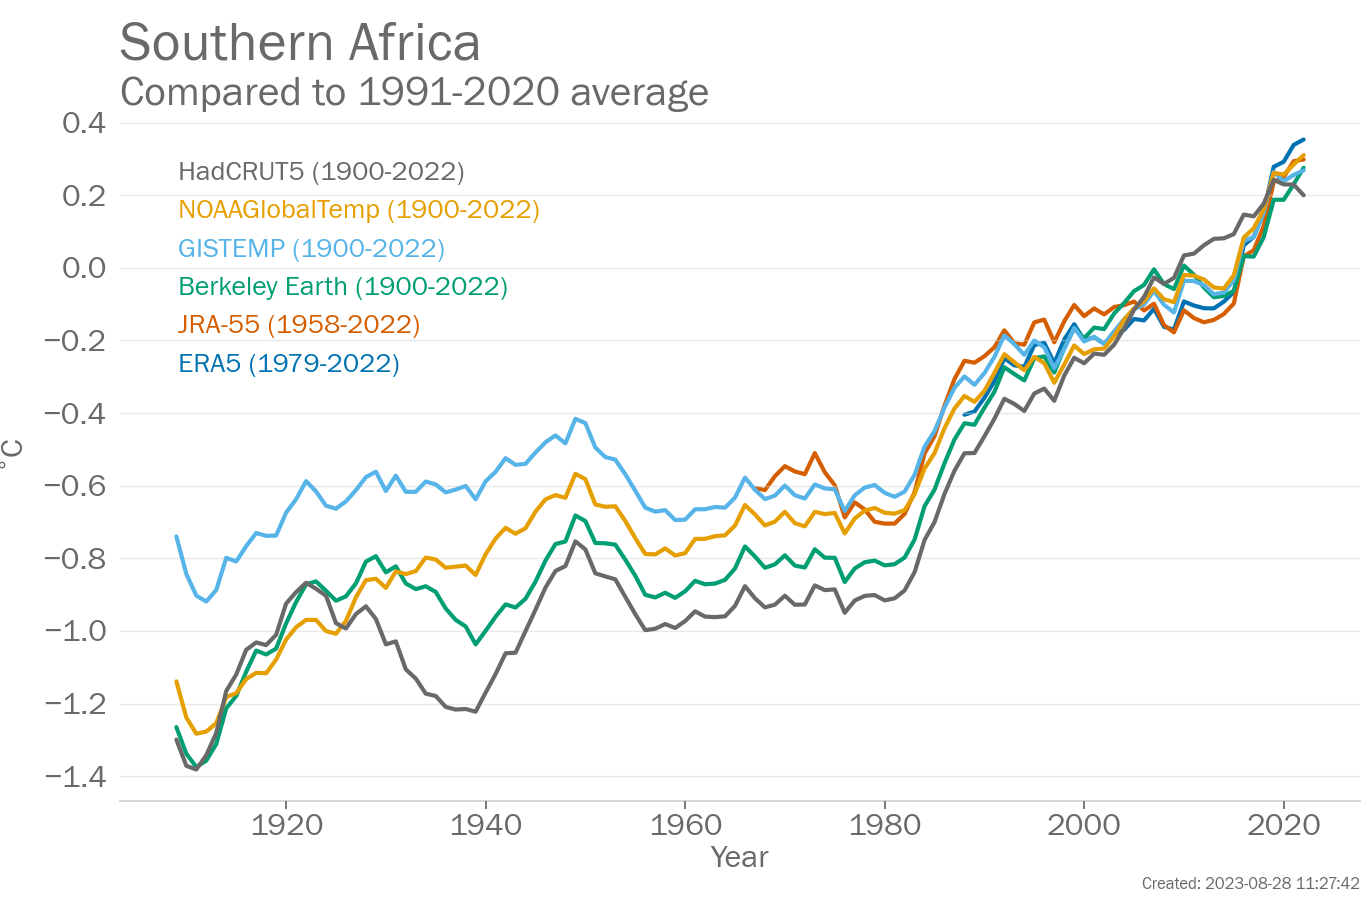 Southern Africa
Compared to 1991-2020 average
0.4
HadCRUT5 (1900-2022)
0.2
NOAAGlobalTemp (1900-2022)
GISTEMP (1900-2022)
0.0
Berkeley Earth (1900-2022)
JRA-55 (1958-2022)
−0.2
ERA5 (1979-2022)
−0.4
°C
−0.6
−0.8
−1.0
−1.2
−1.4
1920 1940 1960 1980 2000 2020
Year
Created: 2023-08-28 11:27:42